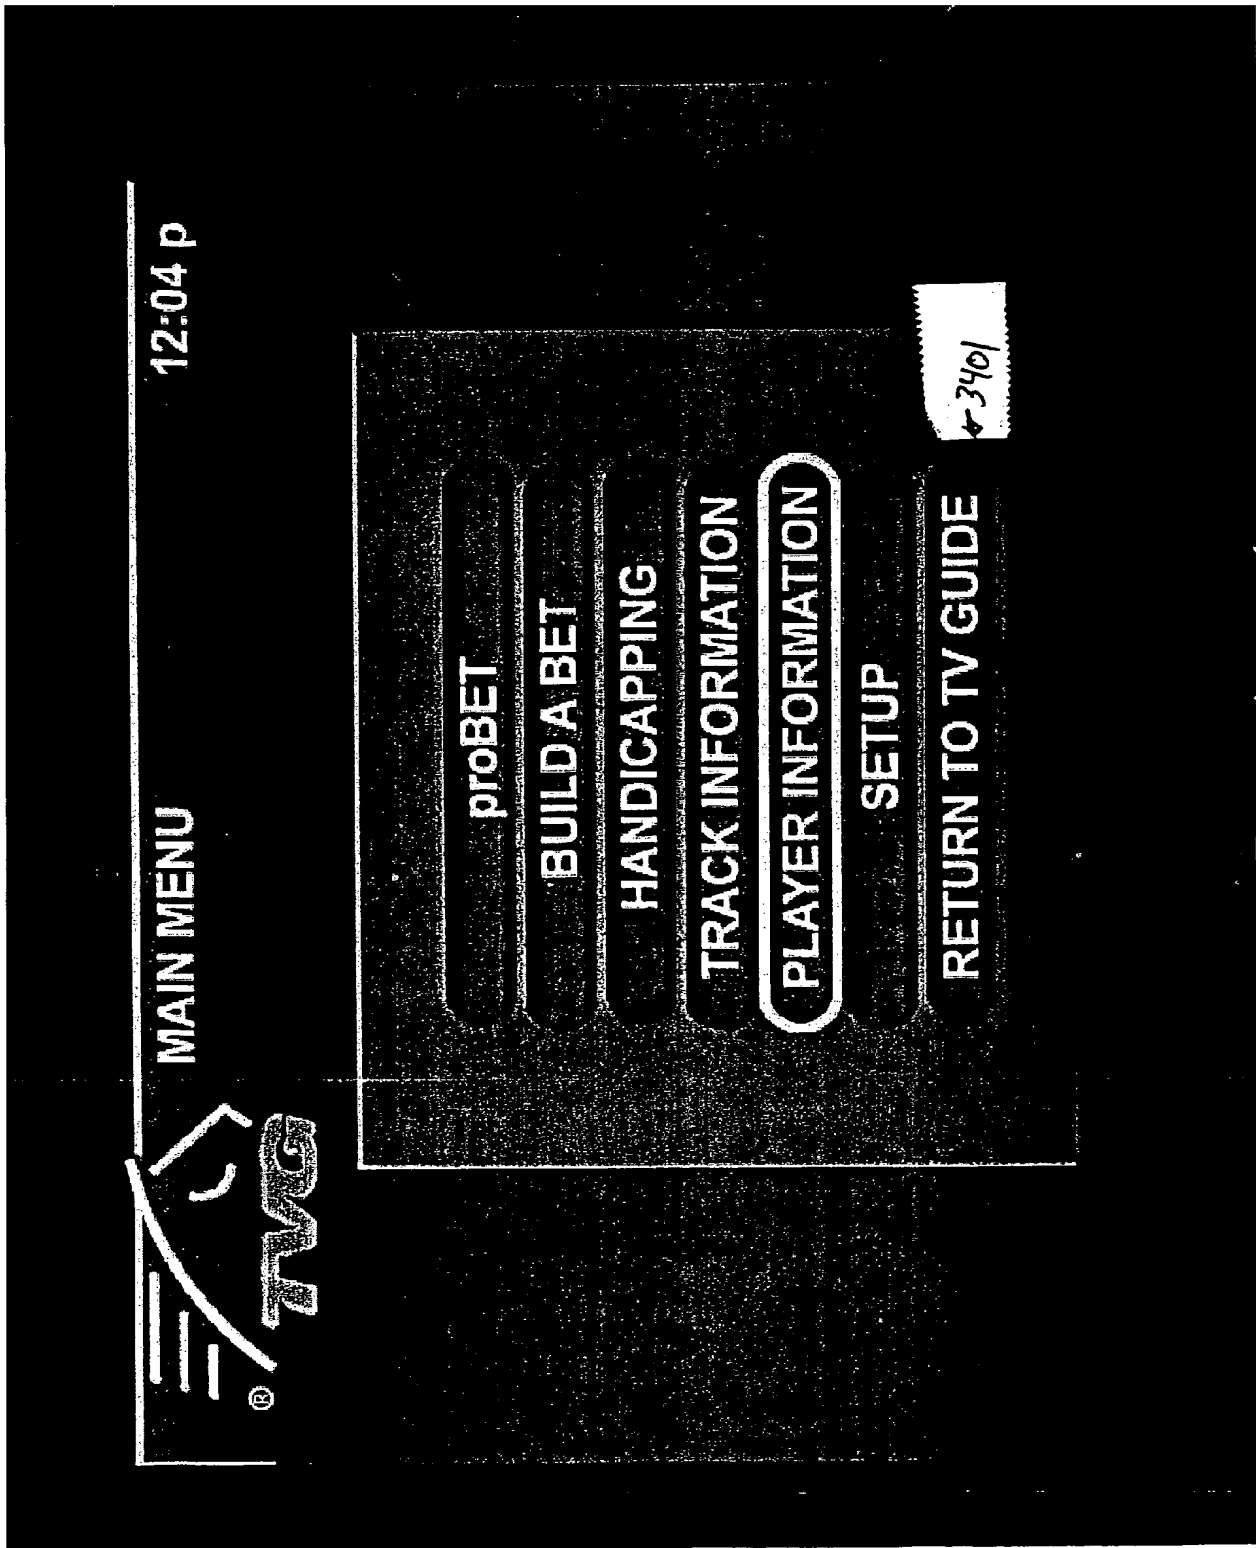 MAIN MENU 12:04 p
TVG
®
proBET
BUILD A BET
HANDICAPPING
TRACK INFORMATION
PLAYER INFORMATION
SETUP
RETURN TO TV GUIDE
←3401